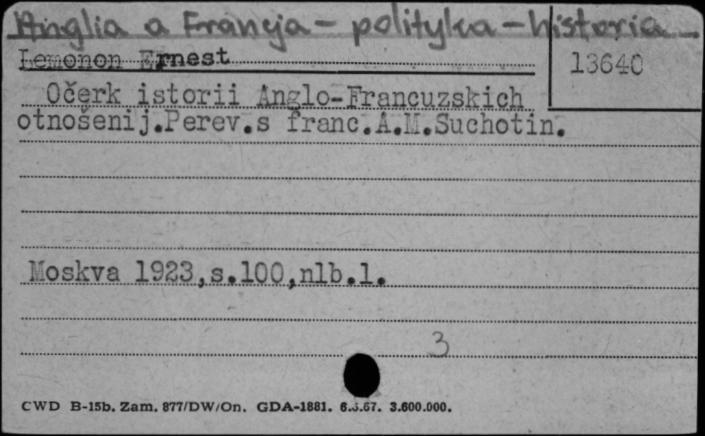 Anglia a Francja - polityka - historia
Lemonon Ernest
13640
Očerk istorii Anglo-Francuzskich
otnošenij.Perev.s franc.A.M.Suchotin.
Moskva 1923,s.100,nlb.1.
3
CWD B-15b. Zam. 877/DW/On. GDA-1881. 6.5.67. 3.600.000.